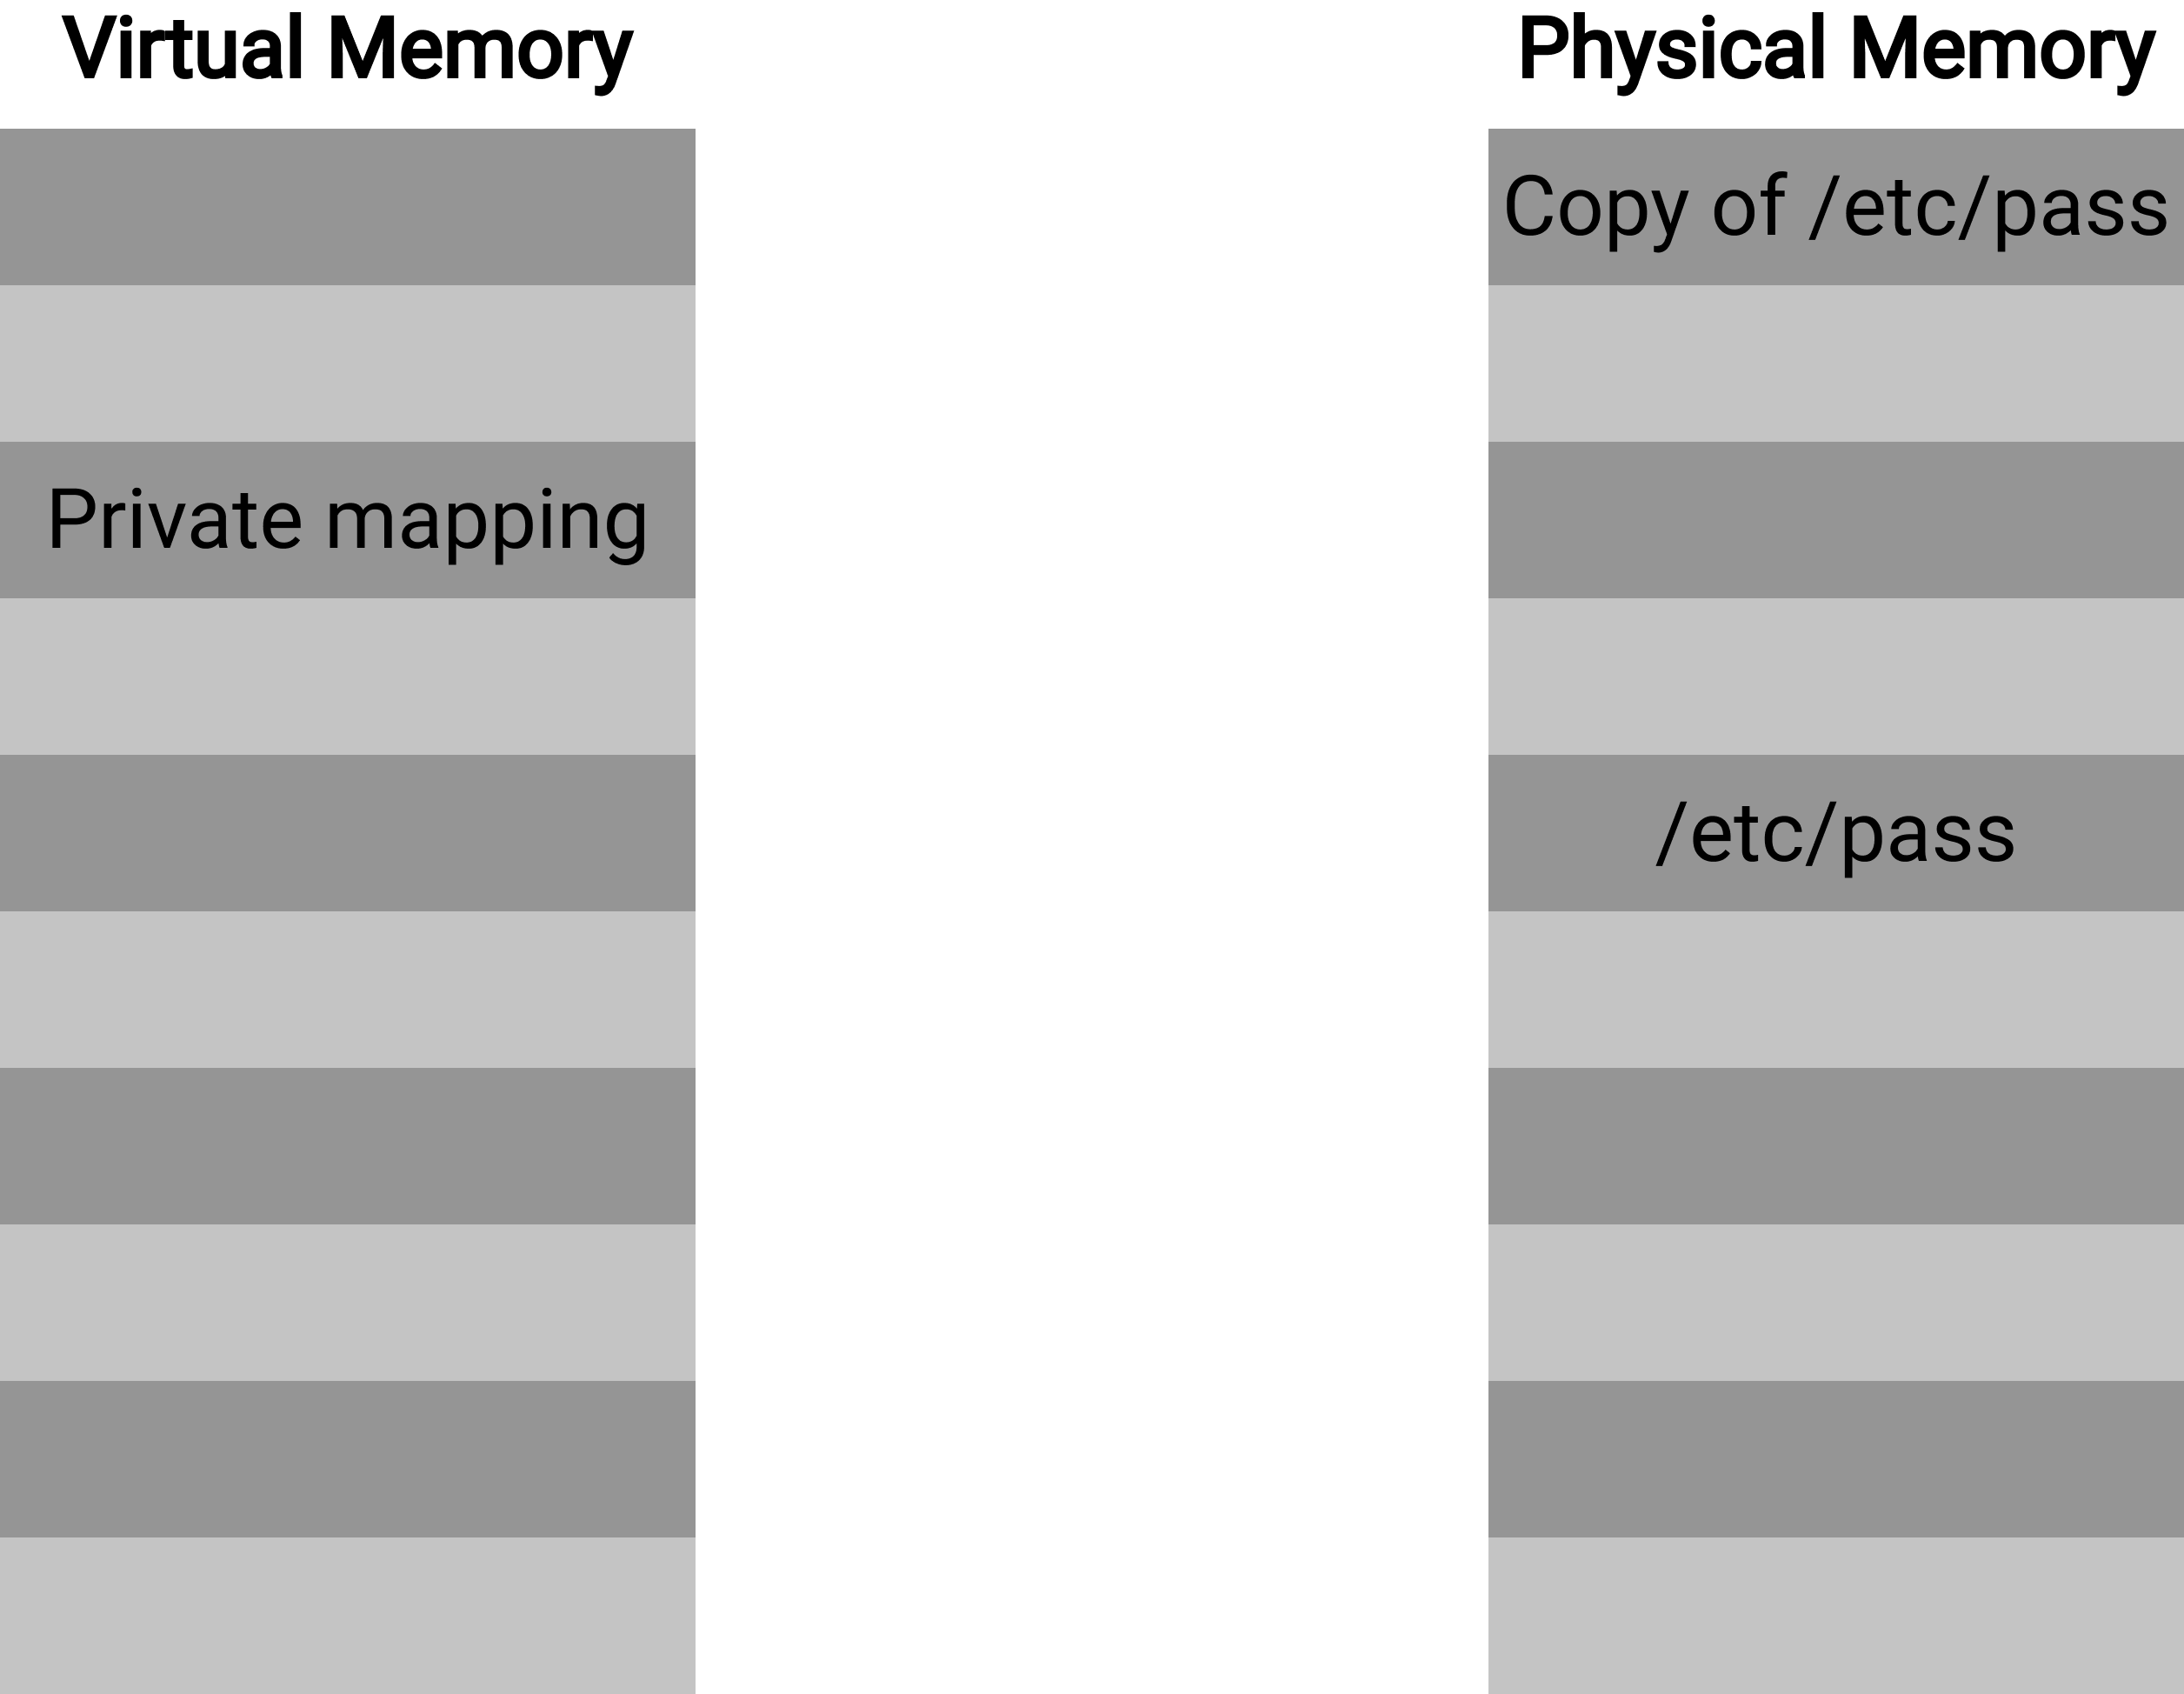 Virtual Memory
Physical Memory
Copy of /etc/pass
Private mapping
/etc/pass